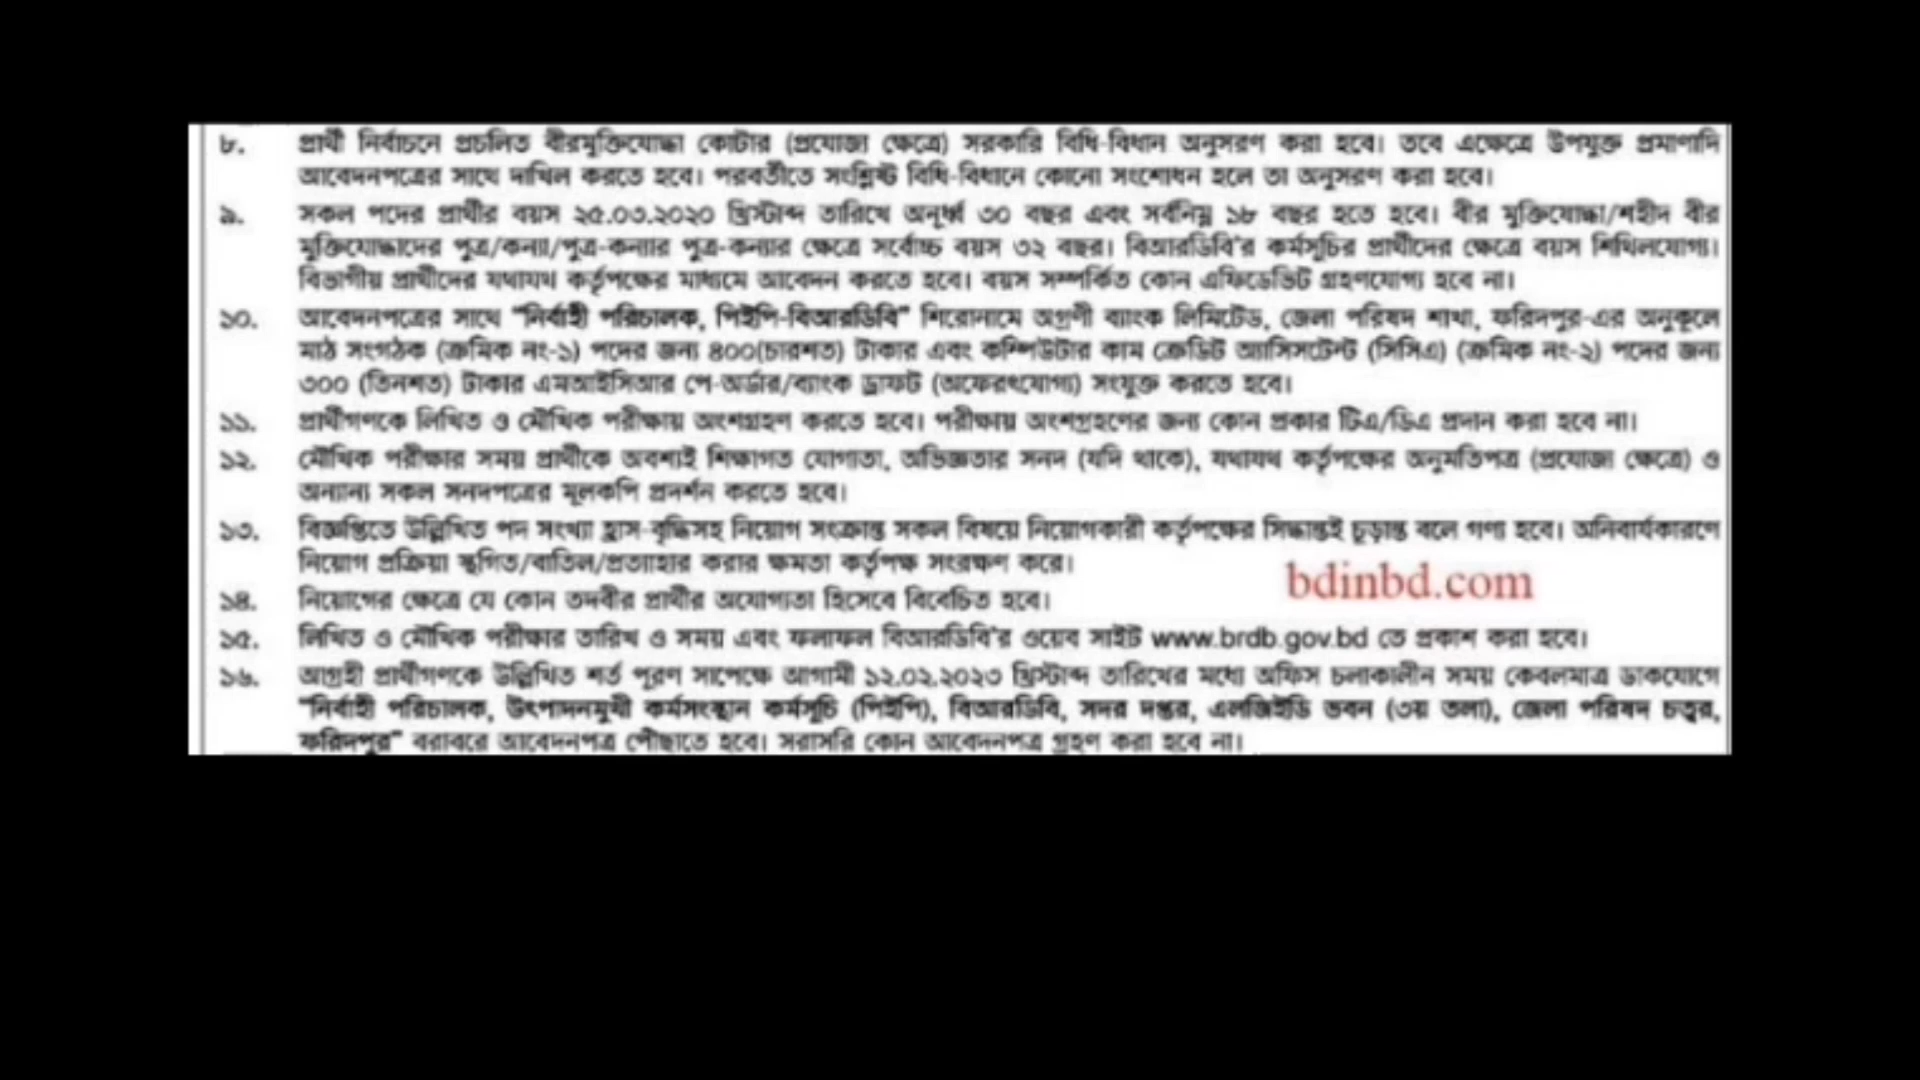 ৮. প্রার্থী নির্বাচনে প্রচলিত বীরমুক্তিযোদ্ধা কোটার (প্রযোজ্য ক্ষেত্রে) সরকারি বিধি-বিধান অনুসরণ করা হবে। তবে এক্ষেত্রে উপযুক্ত প্রমাণাদি
আবেদনপত্রের সাথে দাখিল করতে হবে। পরবর্তীতে সংশ্লিষ্ট বিধি-বিধানে কোনো সংশোধন হলে তা অনুসরণ করা হবে।
৯. সকল পদের প্রার্থীর বয়স ২৫.০৩.২০২০ খ্রিস্টাব্দ তারিখে অনূর্ধ্ব ৩০ বছর এবং সর্বনিম্ন ১৮ বছর হতে হবে। বীর মুক্তিযোদ্ধা/শহীদ বীর
মুক্তিযোদ্ধাদের পুত্র/কন্যা/পুত্র-কন্যার পুত্র-কন্যার ক্ষেত্রে সর্বোচ্চ বয়স ৩২ বছর। বিআরডিবি'র কর্মসূচির প্রার্থীদের ক্ষেত্রে বয়স শিথিলযোগ্য।
বিভাগীয় প্রার্থীদের যথাযথ কর্তৃপক্ষের মাধ্যমে আবেদন করতে হবে। বয়স সম্পর্কিত কোন এফিডেভিট গ্রহণযোগ্য হবে না।
১০. আবেদনপত্রের সাথে "নির্বাহী পরিচালক, পিইপি-বিআরডিবি" শিরোনামে অগ্রণী ব্যাংক লিমিটেড, জেলা পরিষদ শাখা, ফরিদপুর-এর অনুকূলে
মাঠ সংগঠক (ক্রমিক নং-১) পদের জন্য ৪০০(চারশত) টাকার এবং কম্পিউটার কাম ক্রেডিট অ্যাসিসটেন্ট (সিসিএ) (ক্রমিক নং-২) পদের জন্য
৩০০ (তিনশত) টাকার এমআইসিআর পে-অর্ডার/ব্যাংক ড্রাফট (অফেরৎযোগ্য) সংযুক্ত করতে হবে।
১১. প্রার্থীগণকে লিখিত ও মৌখিক পরীক্ষায় অংশগ্রহণ করতে হবে। পরীক্ষায় অংশগ্রহণের জন্য কোন প্রকার টিএ/ডিএ প্রদান করা হবে না।
১২. মৌখিক পরীক্ষার সময় প্রার্থীকে অবশ্যই শিক্ষাগত যোগ্যতা, অভিজ্ঞতার সনদ (যদি থাকে), যথাযথ কর্তৃপক্ষের অনুমতিপত্র (প্রযোজ্য ক্ষেত্রে) ও
অন্যান্য সকল সনদপত্রের মূলকপি প্রদর্শন করতে হবে।
১৩. বিজ্ঞপ্তিতে উল্লিখিত পদ সংখ্যা হ্রাস-বৃদ্ধিসহ নিয়োগ সংক্রান্ত সকল বিষয়ে নিয়োগকারী কর্তৃপক্ষের সিদ্ধান্তই চূড়ান্ত বলে গণ্য হবে। অনিবার্যকারণে
নিয়োগ প্রক্রিয়া স্থগিত/বাতিল/প্রত্যাহার করার ক্ষমতা কর্তৃপক্ষ সংরক্ষণ করে।
bdinbd.com
১৪. নিয়োগের ক্ষেত্রে যে কোন তদবীর প্রার্থীর অযোগ্যতা হিসেবে বিবেচিত হবে।
১৫. লিখিত ও মৌখিক পরীক্ষার তারিখ ও সময় এবং ফলাফল বিআরডিবি'র ওয়েব সাইট www.brdb.gov.bd তে প্রকাশ করা হবে।
১৬. আগ্রহী প্রার্থীগণকে উল্লিখিত শর্ত পূরণ সাপেক্ষে আগামী ১২.০২.২০২৩ খ্রিস্টাব্দ তারিখের মধ্যে অফিস চলাকালীন সময় কেবলমাত্র ডাকযোগে
"নির্বাহী পরিচালক, উৎপাদনমুখী কর্মসংস্থান কর্মসূচি (পিইপি), বিআরডিবি, সদর দপ্তর, এলজিইডি ভবন (৩য় তলা), জেলা পরিষদ চত্বর,
ফরিদপুর" বরাবরে আবেদনপত্র পৌঁছাতে হবে। সরাসরি কোন আবেদনপত্র গ্রহণ করা হবে না।